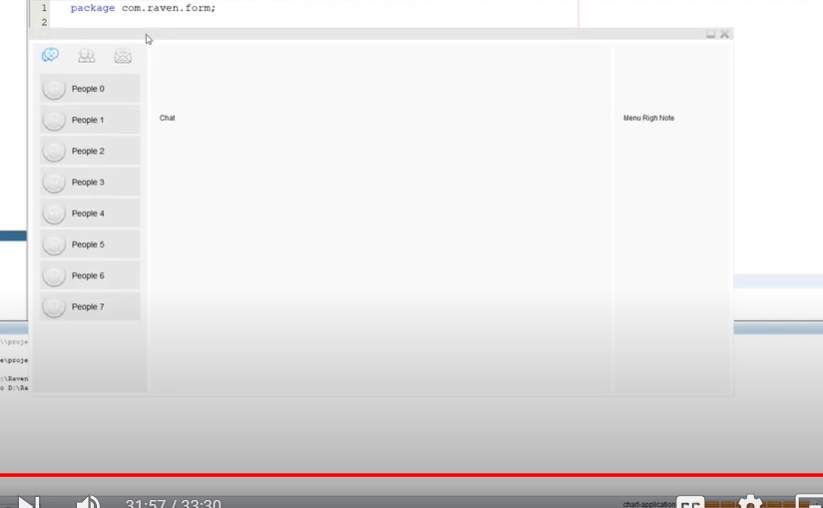 1 package com.raven.form;
2
People 0
People 1
Chat
Menu Righ Note
People 2
People 3
People 4
People 5
People 6
People 7
\\proje
e\proje
:\Raven
o D:\Ra
31:57 / 33:30
chart-application
CC